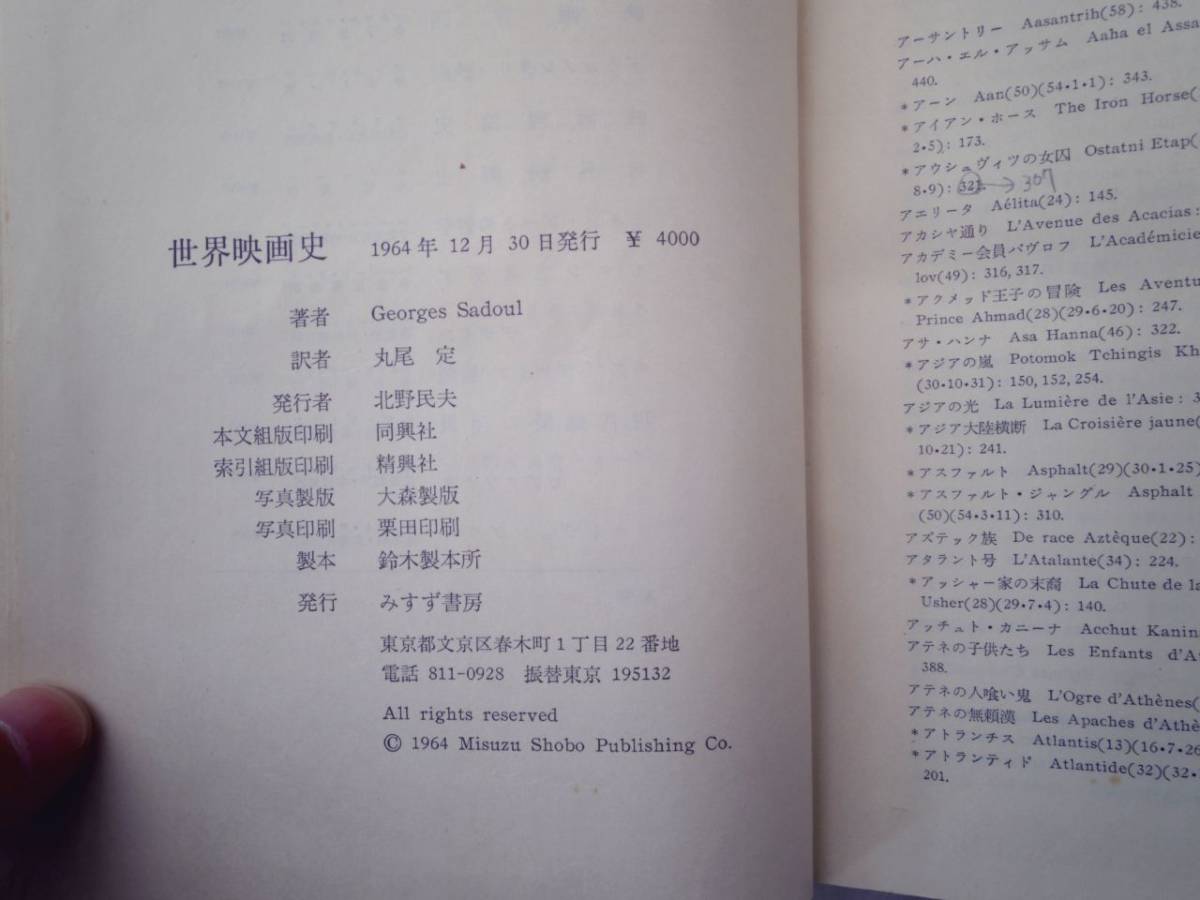 世界映画史 1964年 12月 30日発行 ¥ 4000
著者 Georges Sadoul
訳者 丸尾 定
発行者 北野民夫
本文組版印刷 同興社
索引組版印刷 精興社
写真製版 大森製版
写真印刷 栗田印刷
製本 鈴木製本所
発行 みすず書房
東京都文京区春木町1丁目22番地
電話 811-0928 振替東京 195132
All rights reserved
© 1964 Misuzu Shobo Publishing Co.
アーサントリー Aasantrih(58): 438.
アーハ・エル・アッサム Aaha el Assa
440.
*アーン Aan(50)(54・1・1): 343.
*アイアン・ホース The Iron Horse(
2・5): 173.
*アウシュヴィツの女囚 Ostatni Etap(
8・9): 321. → 307
アエリータ Aélita(24): 145.
アカシヤ通り L'Avenue des Acacias:
アカデミー会員パヴロフ L'Académicie
lov(49): 316, 317.
*アクメッド王子の冒険 Les Aventu
Prince Ahmad(28)(29・6・20): 247.
アサ・ハンナ Asa Hanna(46): 322.
*アジアの嵐 Potomok Tchingis Kh
(30・10・31): 150, 152, 254.
アジアの光 La Lumière de l'Asie: 3
*アジア大陸横断 La Croisière jaune(
10・21): 241.
*アスファルト Asphalt(29)(30・1・25)
*アスファルト・ジャングル Asphalt
(50)(54・3・11): 310.
アズテック族 De race Aztèque(22):
アタラント号 L'Atalante(34): 224.
*アッシャー家の末裔 La Chute de la
Usher(28)(29・7・4): 140.
アッチュト・カニーナ Acchut Kanin
アテネの子供たち Les Enfants d'A
388.
アテネの人喰い鬼 L'Ogre d'Athènes(
アテネの無頼漢 Les Apaches d'Athè
*アトランチス Atlantis(13)(16・7・26
*アトランティド Atlantide(32)(32・
201.